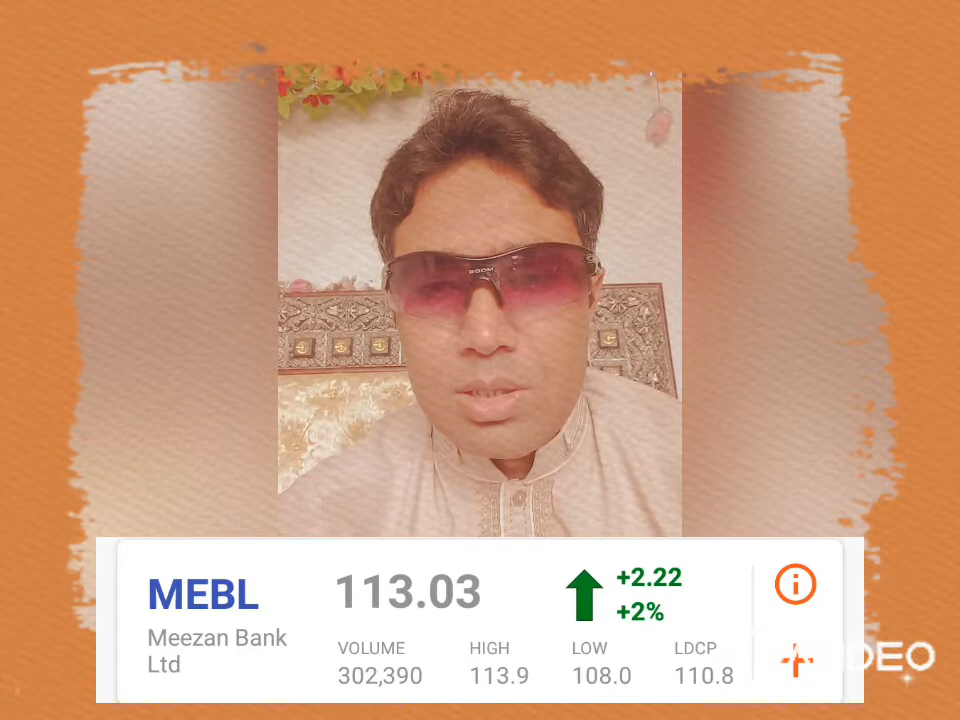 BOOM
MEBL
Meezan Bank
Ltd
113.03
+2.22
+2%
VOLUME
302,390
HIGH
113.9
LOW
108.0
LDCP
110.8